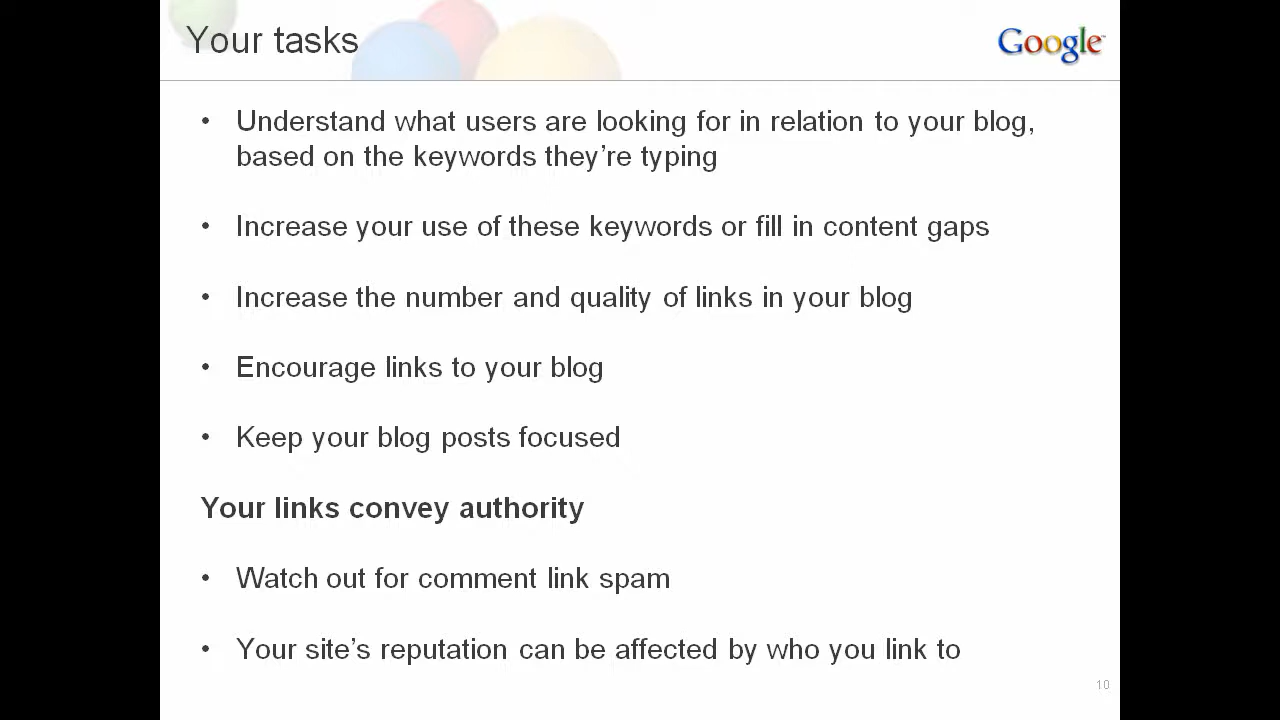 Your tasks
Google™
• Understand what users are looking for in relation to your blog,
based on the keywords they’re typing
• Increase your use of these keywords or fill in content gaps
• Increase the number and quality of links in your blog
• Encourage links to your blog
• Keep your blog posts focused
Your links convey authority
• Watch out for comment link spam
• Your site’s reputation can be affected by who you link to
10